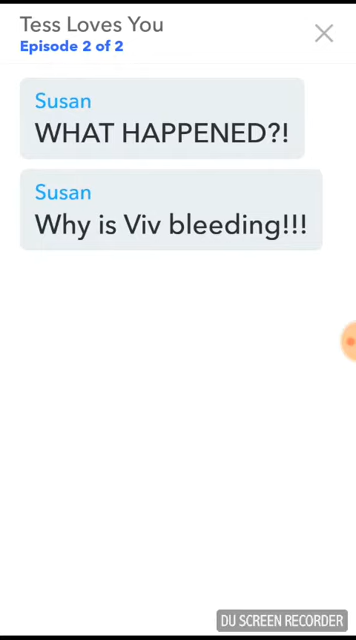 Tess Loves You
Episode 2 of 2
Susan
WHAT HAPPENED?!
Susan
Why is Viv bleeding!!!
DU SCREEN RECORDER